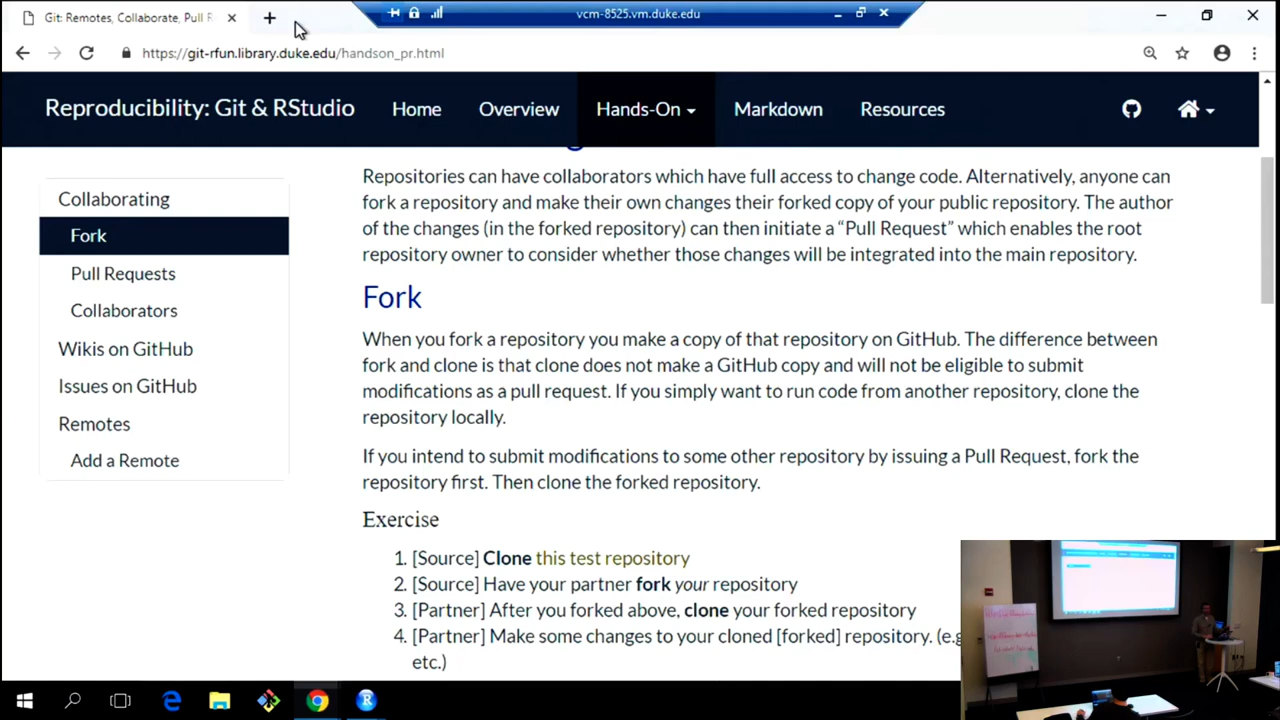 Git: Remotes, Collaborate, Pull R
vcm-8525.vm.duke.edu
https://git-rfun.library.duke.edu/handson_pr.html
Reproducibility: Git & RStudio Home Overview Hands-On Markdown Resources
Collaborating
Fork
Pull Requests
Collaborators
Wikis on GitHub
Issues on GitHub
Remotes
Add a Remote
Repositories can have collaborators which have full access to change code. Alternatively, anyone can
fork a repository and make their own changes their forked copy of your public repository. The author
of the changes (in the forked repository) can then initiate a “Pull Request” which enables the root
repository owner to consider whether those changes will be integrated into the main repository.
Fork
When you fork a repository you make a copy of that repository on GitHub. The difference between
fork and clone is that clone does not make a GitHub copy and will not be eligible to submit
modifications as a pull request. If you simply want to run code from another repository, clone the
repository locally.
If you intend to submit modifications to some other repository by issuing a Pull Request, fork the
repository first. Then clone the forked repository.
Exercise
1. [Source] Clone this test repository
2. [Source] Have your partner fork your repository
3. [Partner] After you forked above, clone your forked repository
4. [Partner] Make some changes to your cloned [forked] repository. (e.g
etc.)